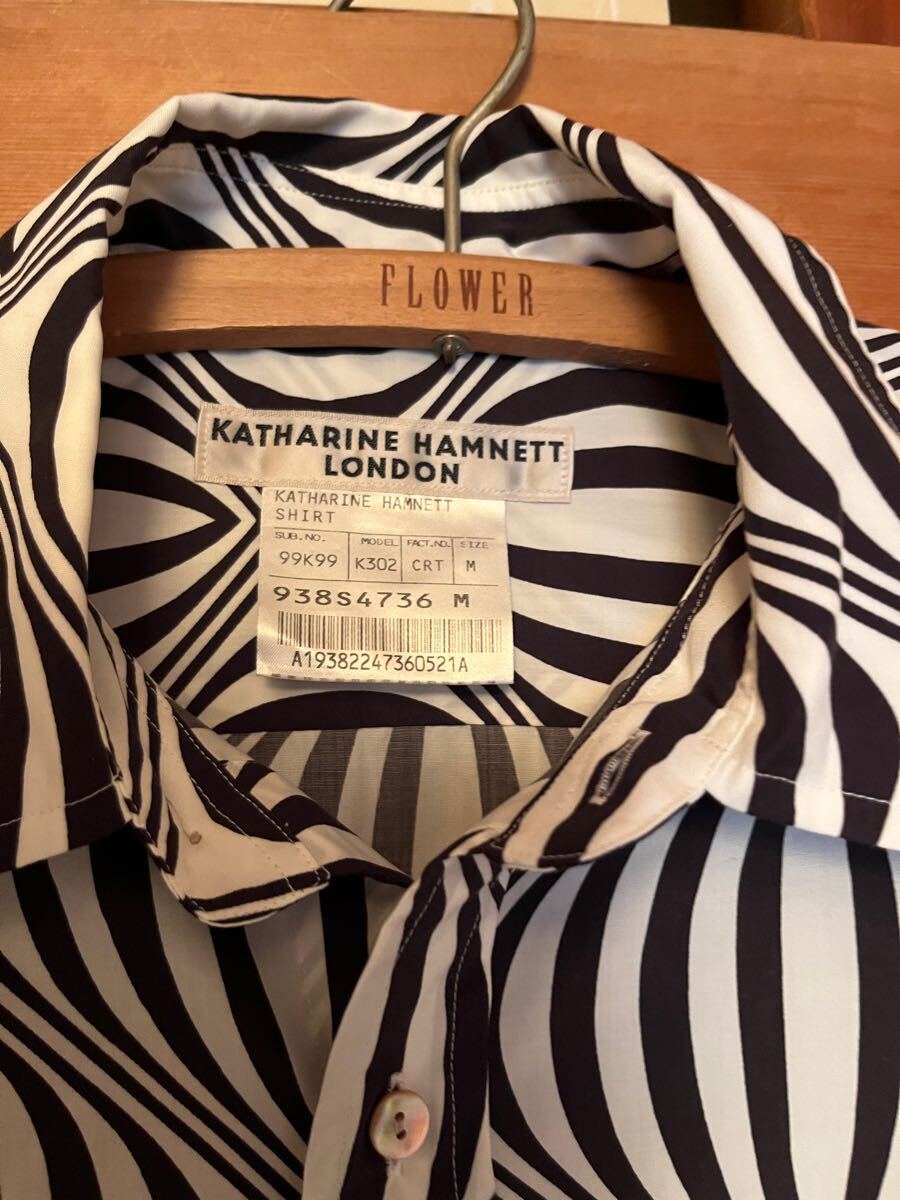 FLOWER
KATHARINE HAMNETT
LONDON
KATHARINE HAMNETT
SHIRT
SUB.NO. MODEL FACT.NO. SIZE
99K99 K302 CRT M
938S4736 M
A19382247360521A